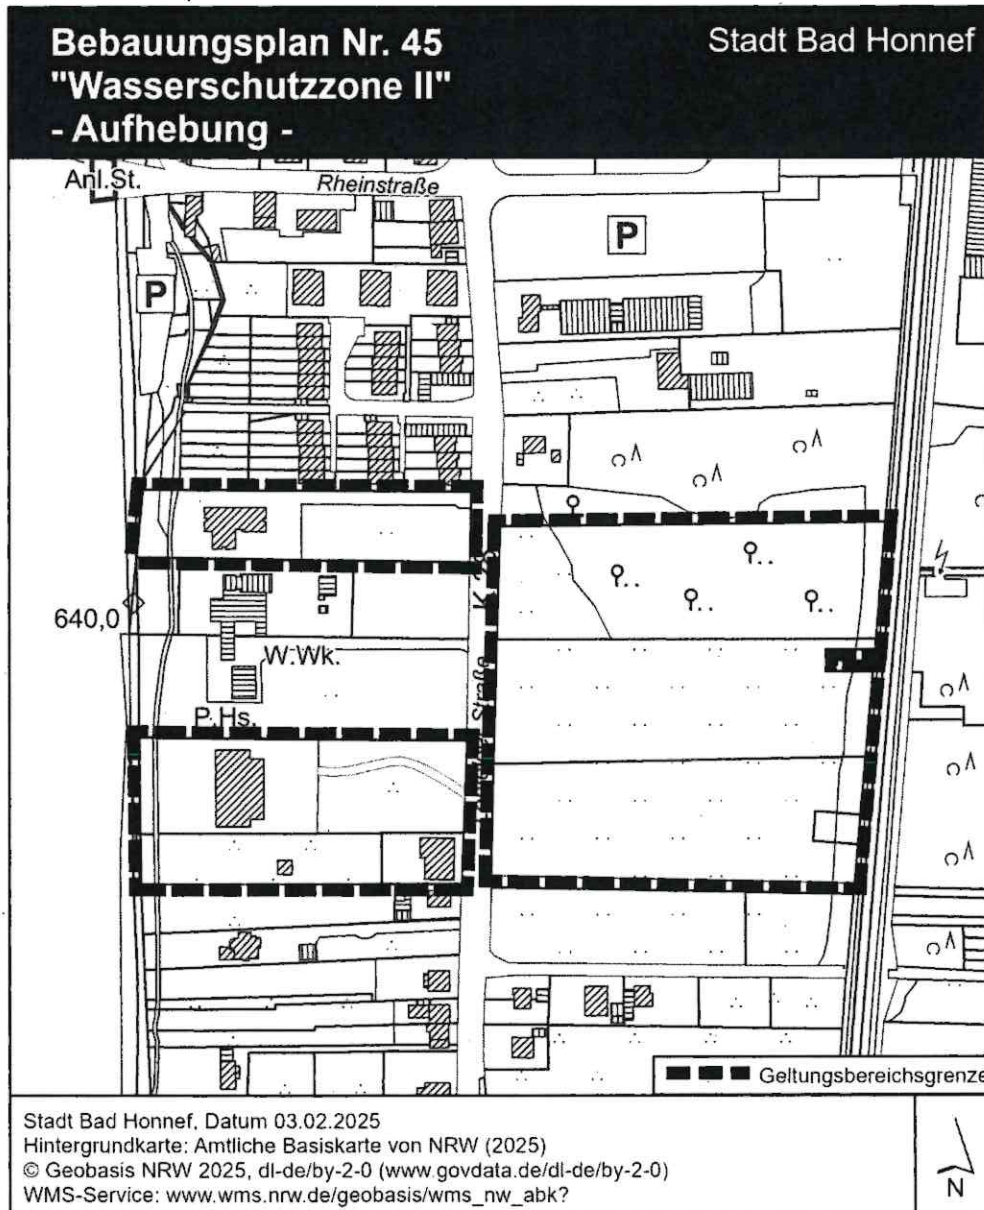 Bebauungsplan Nr. 45
"Wasserschutzzone II"
- Aufhebung -
Stadt Bad Honnef
Anl.St.
Rheinstraße
P
P
640,0
W.Wk.
P.Hs.
Geltungsbereichsgrenze
Stadt Bad Honnef, Datum 03.02.2025
Hintergrundkarte: Amtliche Basiskarte von NRW (2025)
© Geobasis NRW 2025, dl-de/by-2-0 (www.govdata.de/dl-de/by-2-0)
WMS-Service: www.wms.nrw.de/geobasis/wms_nw_abk?
N